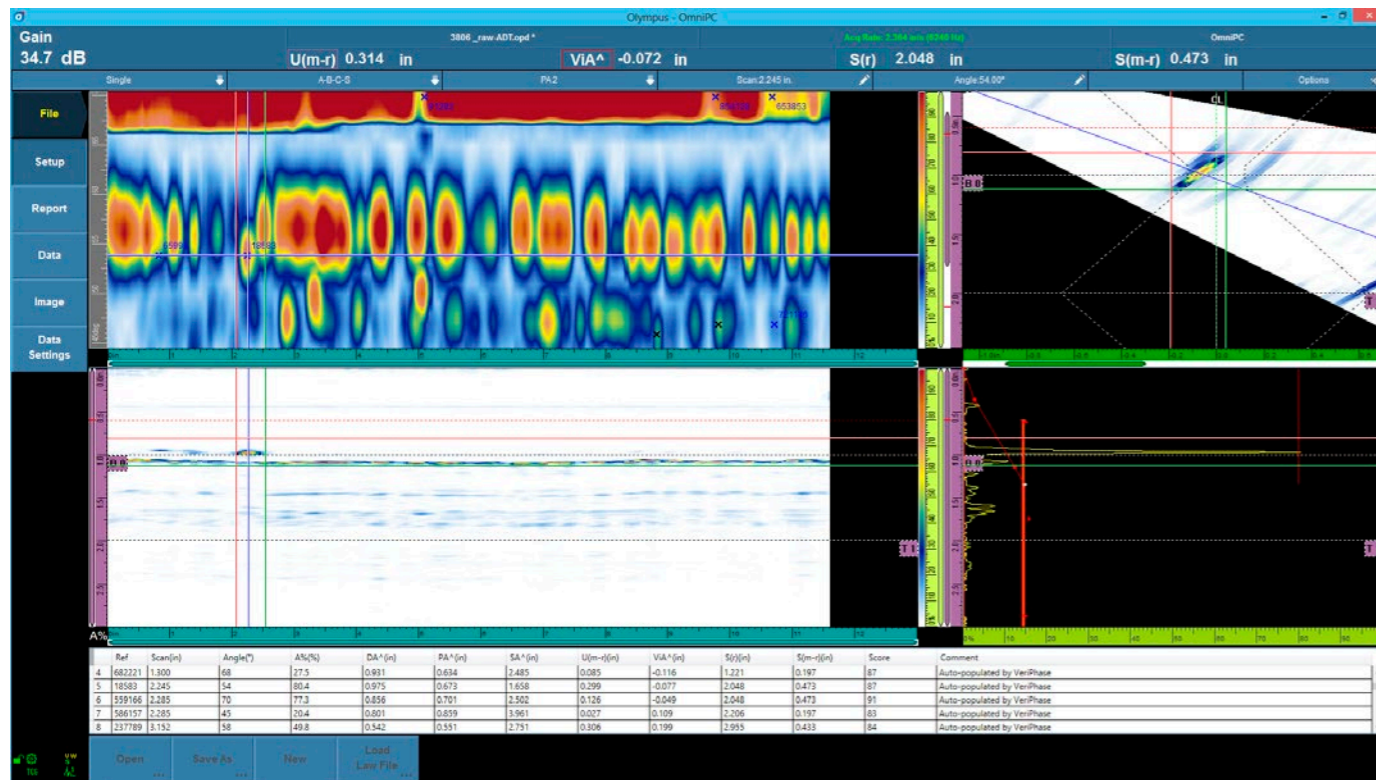 Olympus - OmniPC
Gain
34.7 dB
3806 _raw-ADT.opd *
OmniPC
U(m-r) 0.314 in
ViA^ -0.072 in
S(r) 2.048 in
S(m-r) 0.473 in
Single
A-B-C-S
PA2
Scan:2.245 in.
Angle:54.00°
Options
File
Setup
Report
Data
Image
Data
Settings
653853
18583
CL
B 0
B 0
B 0
A%
Ref Scan(in) Angle(°) A%(%) DA^(in) PA^(in) SA^(in) U(m-r)(in) ViA^(in) S(r)(in) S(m-r)(in) Score Comment
4 682221 1.300 68 27.5 0.931 0.634 2.485 0.085 -0.116 1.221 0.197 87 Auto-populated by VeriPhase
5 18583 2.245 54 80.4 0.975 0.673 1.658 0.299 -0.077 2.048 0.473 87 Auto-populated by VeriPhase
6 559166 2.285 70 77.3 0.856 0.701 2.502 0.126 -0.049 2.048 0.473 91 Auto-populated by VeriPhase
7 586157 2.285 45 20.4 0.801 0.859 3.961 0.027 0.109 2.206 0.197 83 Auto-populated by VeriPhase
8 237789 3.152 58 49.8 0.542 0.551 2.751 0.306 0.199 2.955 0.433 84 Auto-populated by VeriPhase
Open ...
Save As ...
New
Load
Law File ...